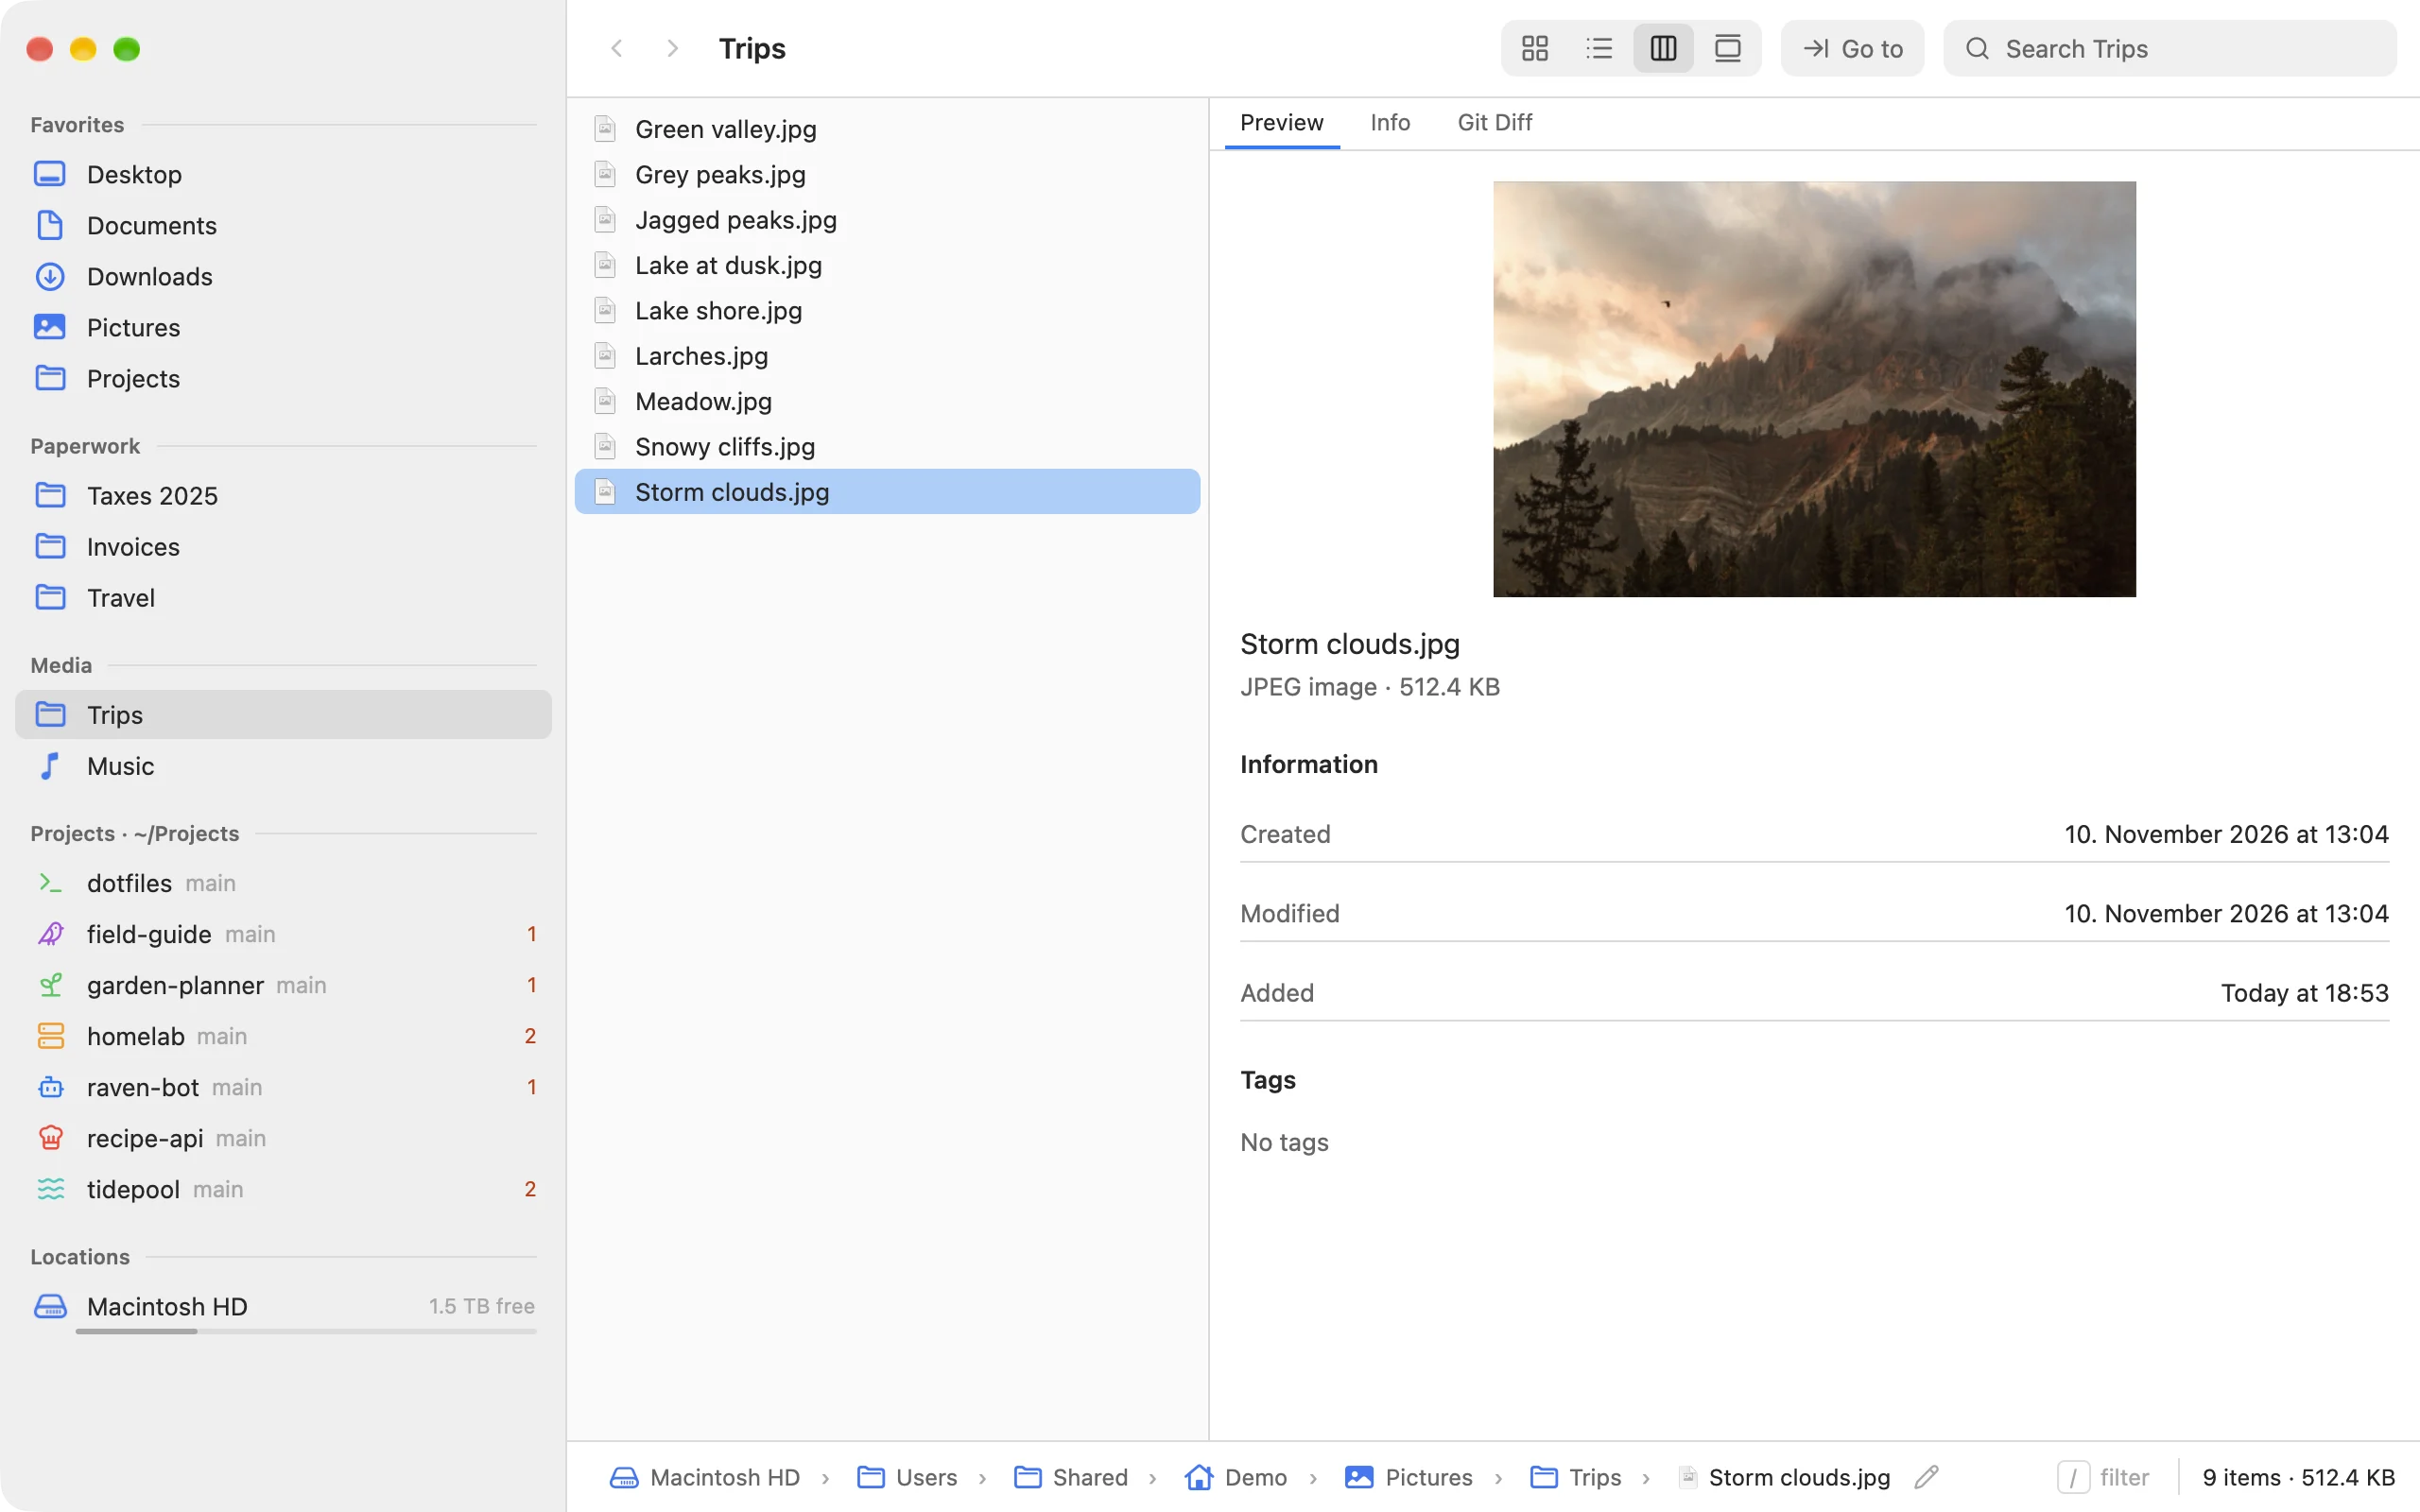 Trips
Go to
Search Trips
Favorites
Desktop
Documents
Downloads
Pictures
Projects
Paperwork
Taxes 2025
Invoices
Travel
Media
Trips
Music
Projects · ~/Projects
dotfiles main
field-guide main 1
garden-planner main 1
homelab main 2
raven-bot main 1
recipe-api main
tidepool main 2
Locations
Macintosh HD 1.5 TB free
Green valley.jpg
Grey peaks.jpg
Jagged peaks.jpg
Lake at dusk.jpg
Lake shore.jpg
Larches.jpg
Meadow.jpg
Snowy cliffs.jpg
Storm clouds.jpg
Preview Info Git Diff
Storm clouds.jpg
JPEG image · 512.4 KB
Information
Created 10. November 2026 at 13:04
Modified 10. November 2026 at 13:04
Added Today at 18:53
Tags
No tags
Macintosh HD › Users › Shared › Demo › Pictures › Trips › Storm clouds.jpg
/ filter
9 items · 512.4 KB